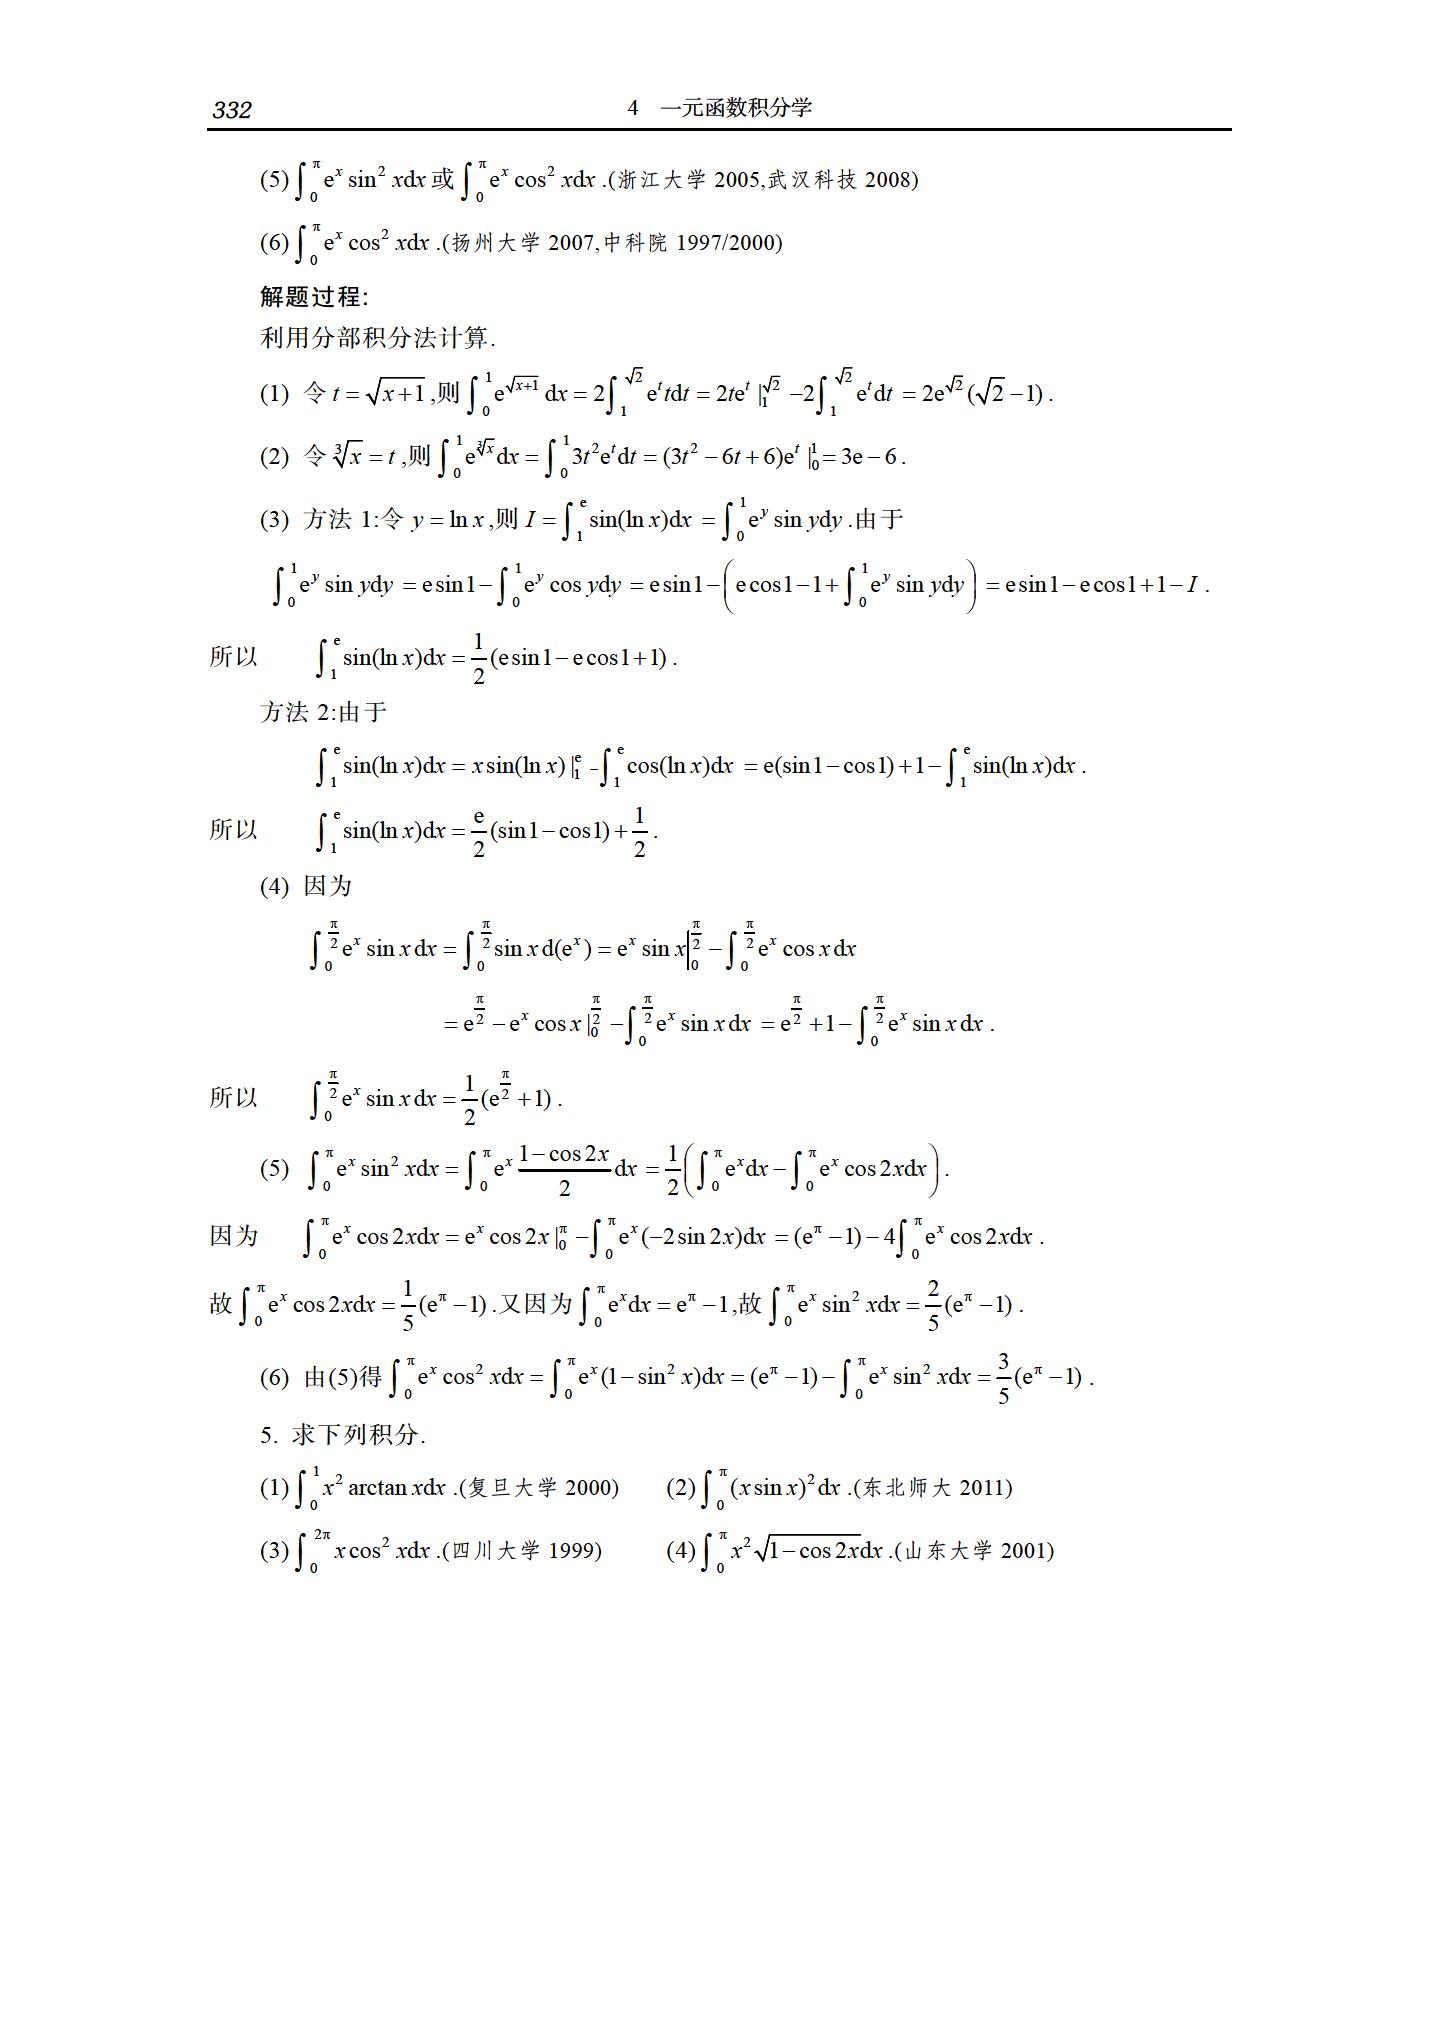 332 4 一元函数积分学
(5) $\int_0^{\pi} e^x \sin^2 x dx$ 或 $\int_0^{\pi} e^x \cos^2 x dx$ .(浙江大学 2005,武汉科技 2008)
(6) $\int_0^{\pi} e^x \cos^2 x dx$ .(扬州大学 2007,中科院 1997/2000)
解题过程:
利用分部积分法计算.
(1) 令 $t=\sqrt{x+1}$ ,则 $\int_0^1 e^{\sqrt{x+1}} dx = 2\int_1^{\sqrt{2}} e^t t dt = 2te^t |_1^{\sqrt{2}} - 2\int_1^{\sqrt{2}} e^t dt = 2e^{\sqrt{2}}(\sqrt{2}-1)$ .
(2) 令 $\sqrt[3]{x}=t$ ,则 $\int_0^1 e^{\sqrt[3]{x}} dx = \int_0^1 3t^2 e^t dt = (3t^2-6t+6)e^t |_0^1 = 3e-6$ .
(3) 方法 1:令 $y=\ln x$ ,则 $I=\int_1^e \sin(\ln x)dx = \int_0^1 e^y \sin y dy$ .由于
$\int_0^1 e^y \sin y dy = e\sin 1 - \int_0^1 e^y \cos y dy = e\sin 1 - \left(e\cos 1 - 1 + \int_0^1 e^y \sin y dy\right) = e\sin 1 - e\cos 1 + 1 - I$ .
所以 $\int_1^e \sin(\ln x)dx = \frac{1}{2}(e\sin 1 - e\cos 1 + 1)$ .
方法 2:由于
$\int_1^e \sin(\ln x)dx = x\sin(\ln x) |_1^e - \int_1^e \cos(\ln x)dx = e(\sin 1 - \cos 1) + 1 - \int_1^e \sin(\ln x)dx$ .
所以 $\int_1^e \sin(\ln x)dx = \frac{e}{2}(\sin 1 - \cos 1) + \frac{1}{2}$ .
(4) 因为
$\int_0^{\frac{\pi}{2}} e^x \sin x dx = \int_0^{\frac{\pi}{2}} \sin x d(e^x) = e^x \sin x \Big|_0^{\frac{\pi}{2}} - \int_0^{\frac{\pi}{2}} e^x \cos x dx$
$= e^{\frac{\pi}{2}} - e^x \cos x |_0^{\frac{\pi}{2}} - \int_0^{\frac{\pi}{2}} e^x \sin x dx = e^{\frac{\pi}{2}} + 1 - \int_0^{\frac{\pi}{2}} e^x \sin x dx$ .
所以 $\int_0^{\frac{\pi}{2}} e^x \sin x dx = \frac{1}{2}(e^{\frac{\pi}{2}} + 1)$ .
(5) $\int_0^{\pi} e^x \sin^2 x dx = \int_0^{\pi} e^x \frac{1-\cos 2x}{2} dx = \frac{1}{2}\left(\int_0^{\pi} e^x dx - \int_0^{\pi} e^x \cos 2x dx\right)$ .
因为 $\int_0^{\pi} e^x \cos 2x dx = e^x \cos 2x |_0^{\pi} - \int_0^{\pi} e^x (-2\sin 2x)dx = (e^{\pi}-1) - 4\int_0^{\pi} e^x \cos 2x dx$ .
故 $\int_0^{\pi} e^x \cos 2x dx = \frac{1}{5}(e^{\pi}-1)$ .又因为 $\int_0^{\pi} e^x dx = e^{\pi}-1$ ,故 $\int_0^{\pi} e^x \sin^2 x dx = \frac{2}{5}(e^{\pi}-1)$ .
(6) 由(5)得 $\int_0^{\pi} e^x \cos^2 x dx = \int_0^{\pi} e^x (1-\sin^2 x)dx = (e^{\pi}-1) - \int_0^{\pi} e^x \sin^2 x dx = \frac{3}{5}(e^{\pi}-1)$ .
5. 求下列积分.
(1) $\int_0^1 x^2 \arctan x dx$ .(复旦大学 2000) (2) $\int_0^{\pi} (x\sin x)^2 dx$ .(东北师大 2011)
(3) $\int_0^{2\pi} x\cos^2 x dx$ .(四川大学 1999) (4) $\int_0^{\pi} x^2 \sqrt{1-\cos 2x} dx$ .(山东大学 2001)